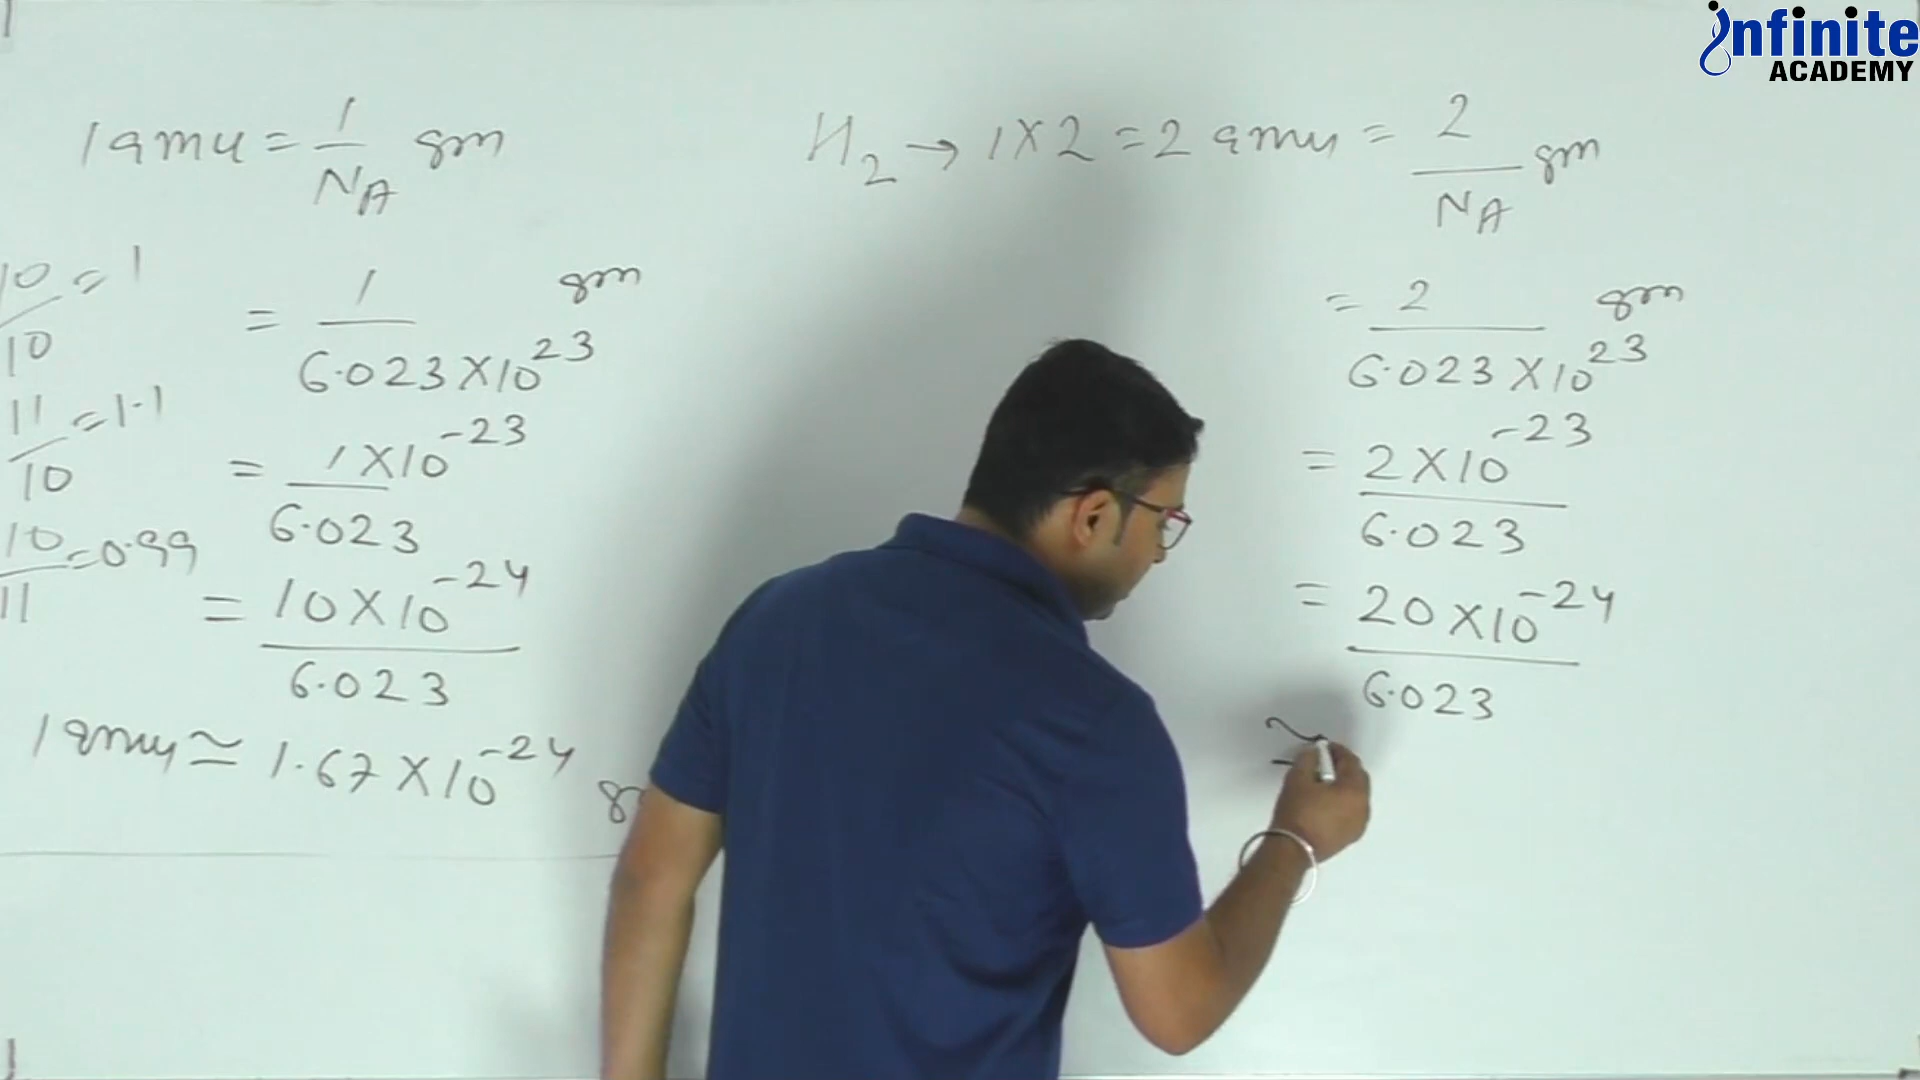 infinite
ACADEMY
1 amu = 1/N_A gm
10/10 = 1
= 1/6.023×10^23 gm
11/10 = 1.1
= 1×10^-23/6.023
10/11 = 0.99
= 10×10^-24/6.023
1 amu ≃ 1.67×10^-24
H2 → 1×2 = 2 amu = 2/N_A gm
= 2/6.023×10^23 gm
= 2×10^-23/6.023
= 20×10^-24/6.023